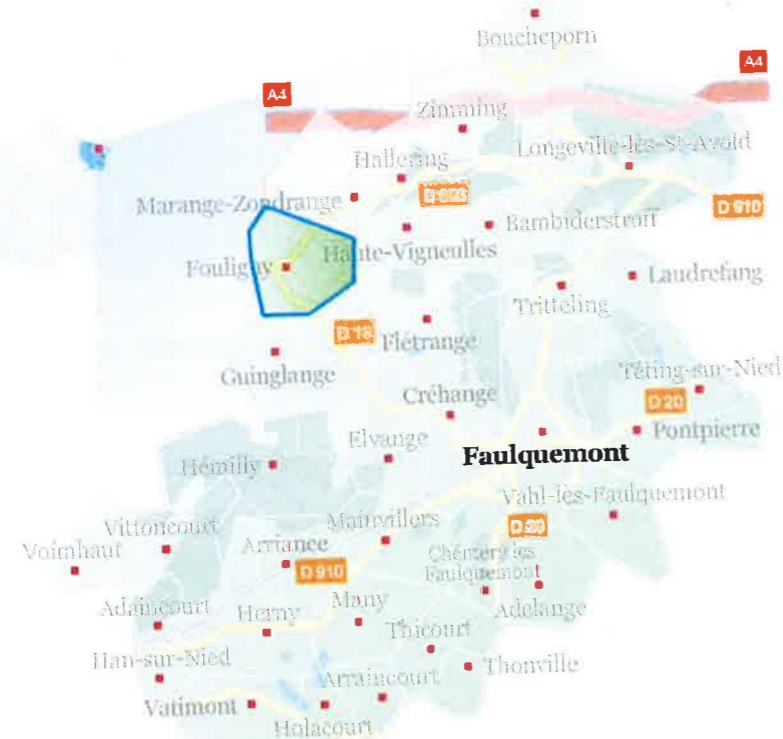 Boucheporn
A4
A4
Zimming
Longeville-lès-St-Avold
Hallering
Marange-Zondrange
D 910
Bambiderstroff
Haute-Vigneulles
Fouligny
Laudrefang
Tritteling
D 19
Flétrange
Guinglange
Téting-sur-Nied
Créhange
D 20
Pontpierre
Elvange
Faulquemont
Hémilly
Vahl-lès-Faulquemont
Mainvillers
Vittoncourt
Voimhaut
Arriance
D 910
Chémery les
Faulquemont
Adaincourt
Herny
Many
Adelange
Thicourt
Han-sur-Nied
Thonville
Arraincourt
Vatimont
Holacourt